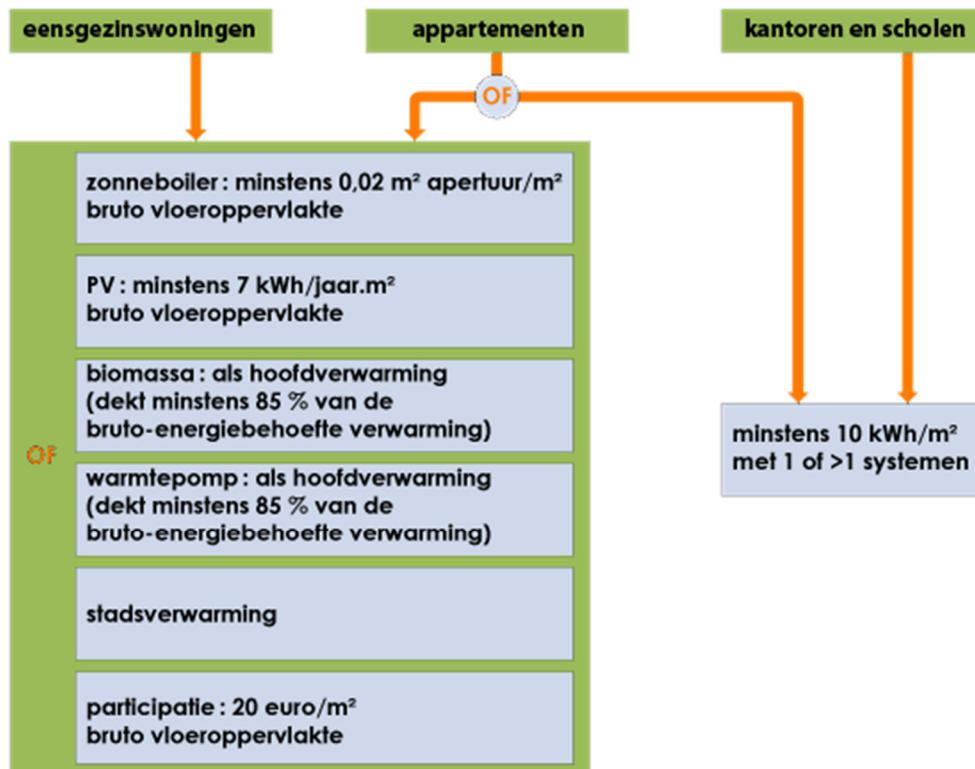 eensgezinswoningen
appartementen
kantoren en scholen
OF
zonneboiler : minstens 0,02 m² apertuur/m²
bruto vloeroppervlakte
PV : minstens 7 kWh/jaar.m²
bruto vloeroppervlakte
biomassa : als hoofdverwarming
(dekt minstens 85 % van de
bruto-energiebehoefte verwarming)
OF
warmtepomp : als hoofdverwarming
(dekt minstens 85 % van de
bruto-energiebehoefte verwarming)
stadsverwarming
participatie : 20 euro/m²
bruto vloeroppervlakte
minstens 10 kWh/m²
met 1 of >1 systemen